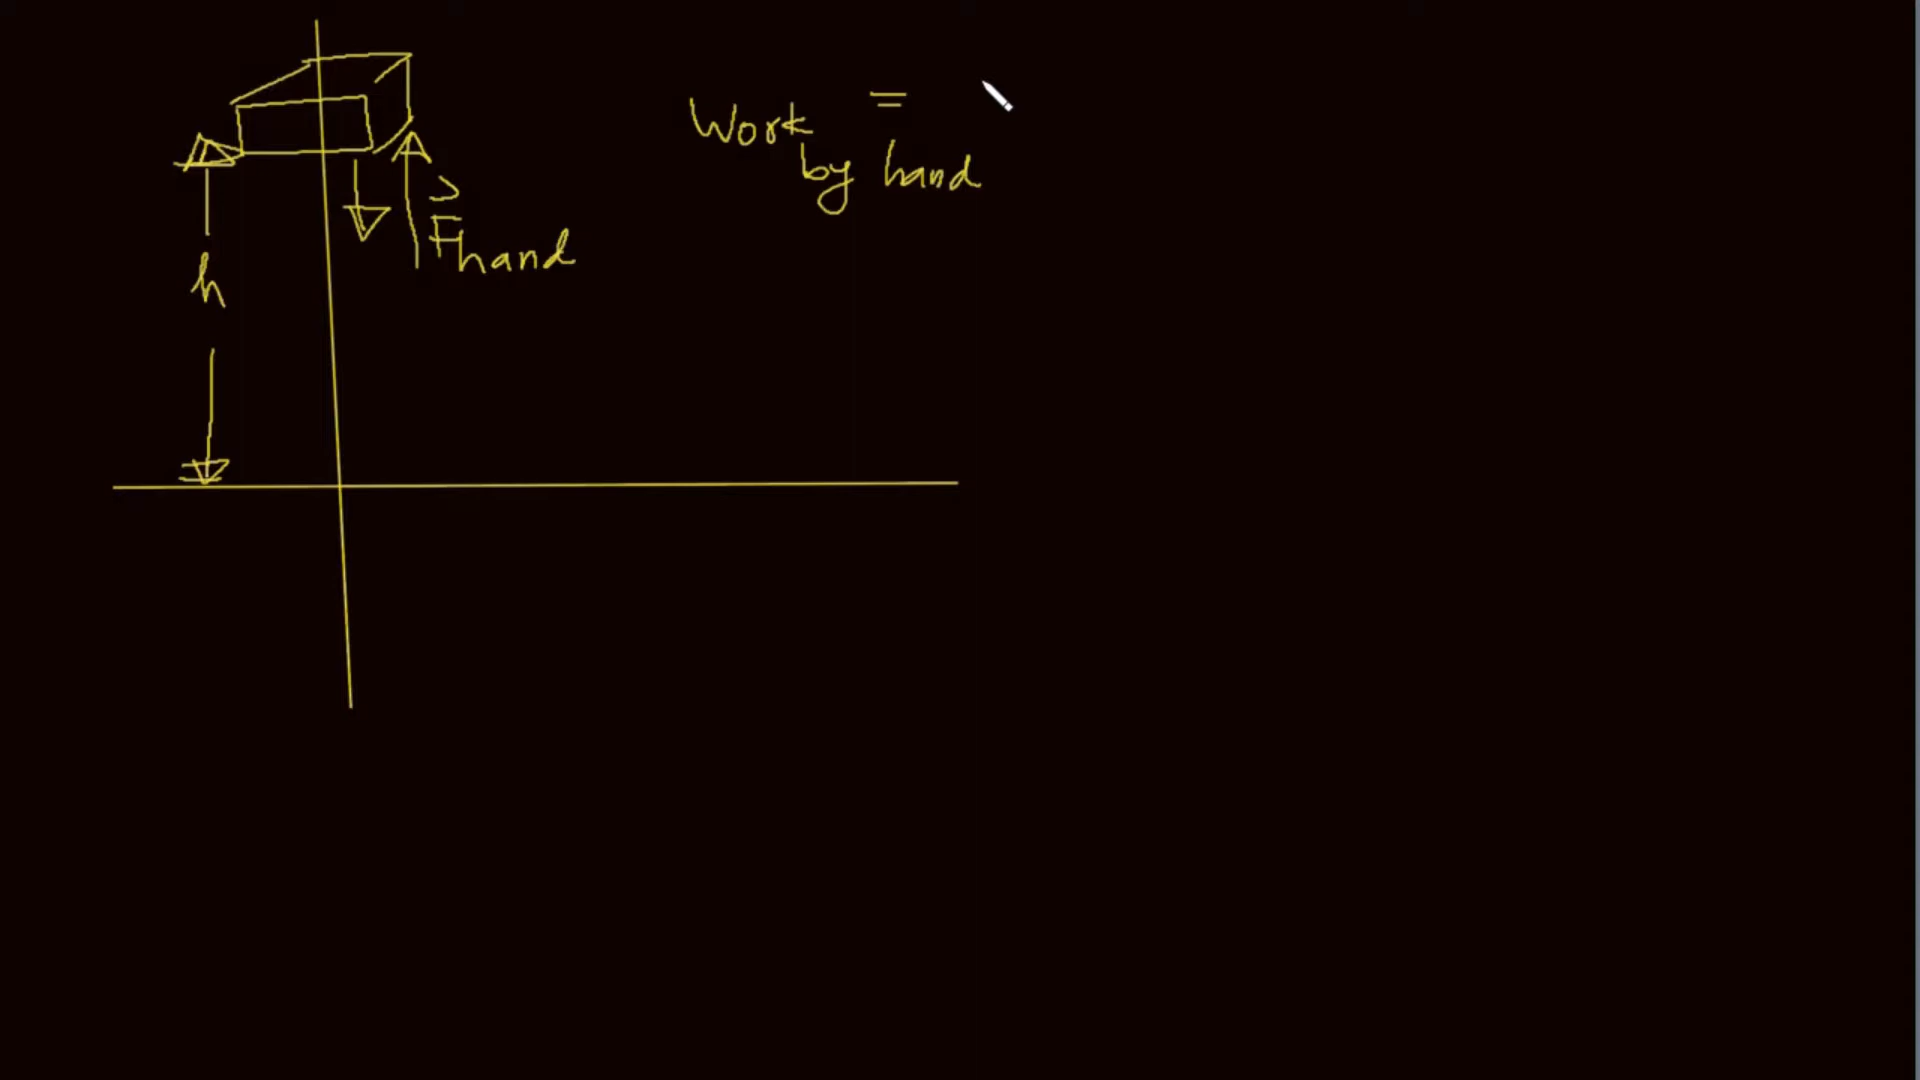 Work by hand =
F⃗hand
h